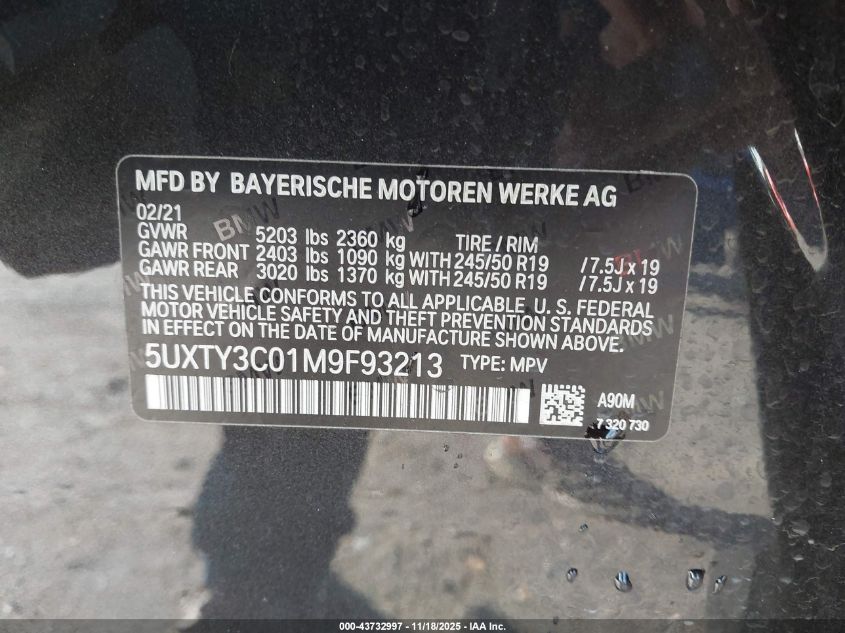 MFD BY BAYERISCHE MOTOREN WERKE AG
02/21
GVWR 5203 lbs 2360 kg TIRE / RIM
GAWR FRONT 2403 lbs 1090 kg WITH 245/50 R19 /7.5J x 19
GAWR REAR 3020 lbs 1370 kg WITH 245/50 R19 /7.5J x 19
THIS VEHICLE CONFORMS TO ALL APPLICABLE U. S. FEDERAL
MOTOR VEHICLE SAFETY AND THEFT PREVENTION STANDARDS
IN EFFECT ON THE DATE OF MANUFACTURE SHOWN ABOVE.
5UXTY3C01M9F93213 TYPE: MPV
A90M
7 320 730
000-43732997 - 11/18/2025 - IAA Inc.